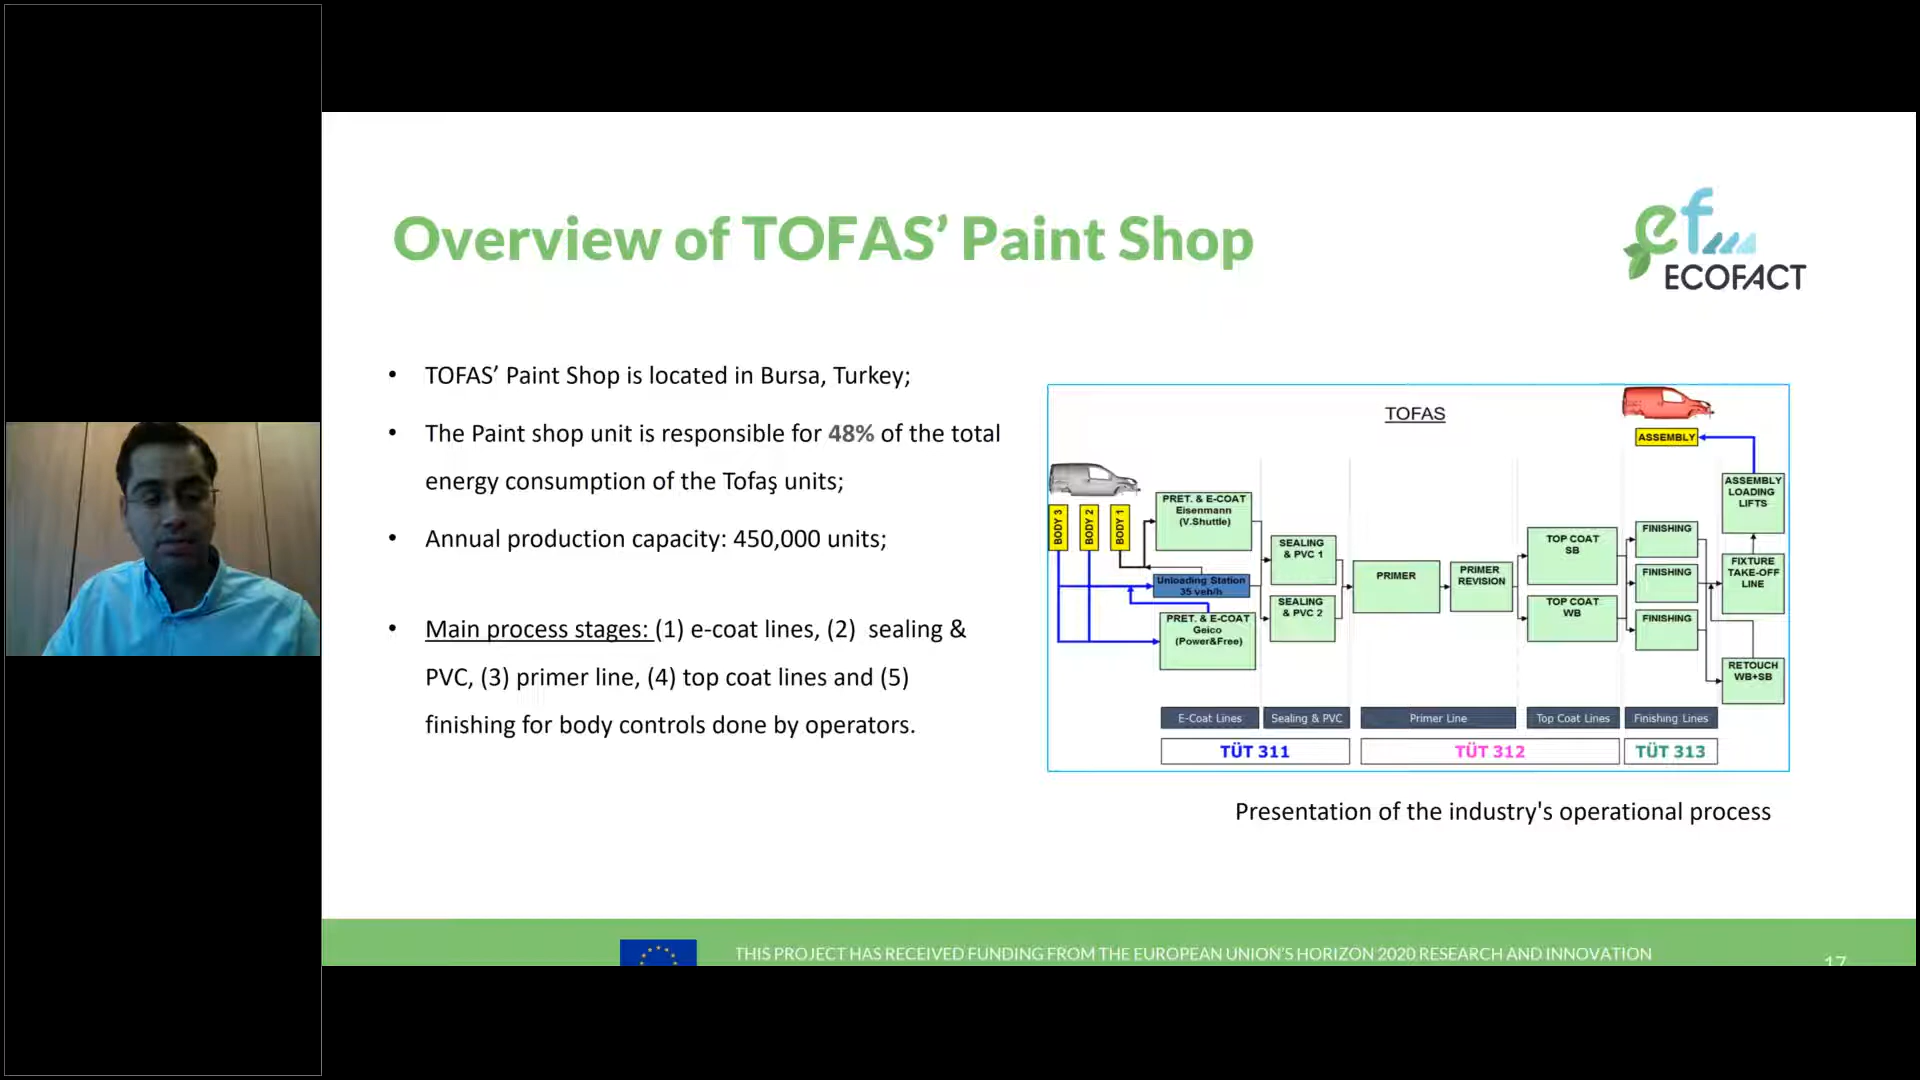 Overview of TOFAS’ Paint Shop
ef
ECOFACT
• TOFAS’ Paint Shop is located in Bursa, Turkey;
• The Paint shop unit is responsible for 48% of the total
energy consumption of the Tofaş units;
• Annual production capacity: 450,000 units;
• Main process stages: (1) e-coat lines, (2) sealing &
PVC, (3) primer line, (4) top coat lines and (5)
finishing for body controls done by operators.
TOFAS
ASSEMBLY
BODY 3
BODY 2
BODY 1
PRET. & E-COAT
Eisenmann
(V.Shuttle)
Unloading Station
35 veh/h
PRET. & E-COAT
Geico
(Power&Free)
SEALING
& PVC 1
SEALING
& PVC 2
PRIMER
PRIMER
REVISION
TOP COAT
SB
TOP COAT
WB
FINISHING
FINISHING
FINISHING
ASSEMBLY
LOADING
LIFTS
FIXTURE
TAKE-OFF
LINE
RETOUCH
WB+SB
E-Coat Lines
Sealing & PVC
Primer Line
Top Coat Lines
Finishing Lines
TÜT 311
TÜT 312
TÜT 313
Presentation of the industry's operational process
THIS PROJECT HAS RECEIVED FUNDING FROM THE EUROPEAN UNION’S HORIZON 2020 RESEARCH AND INNOVATION
17